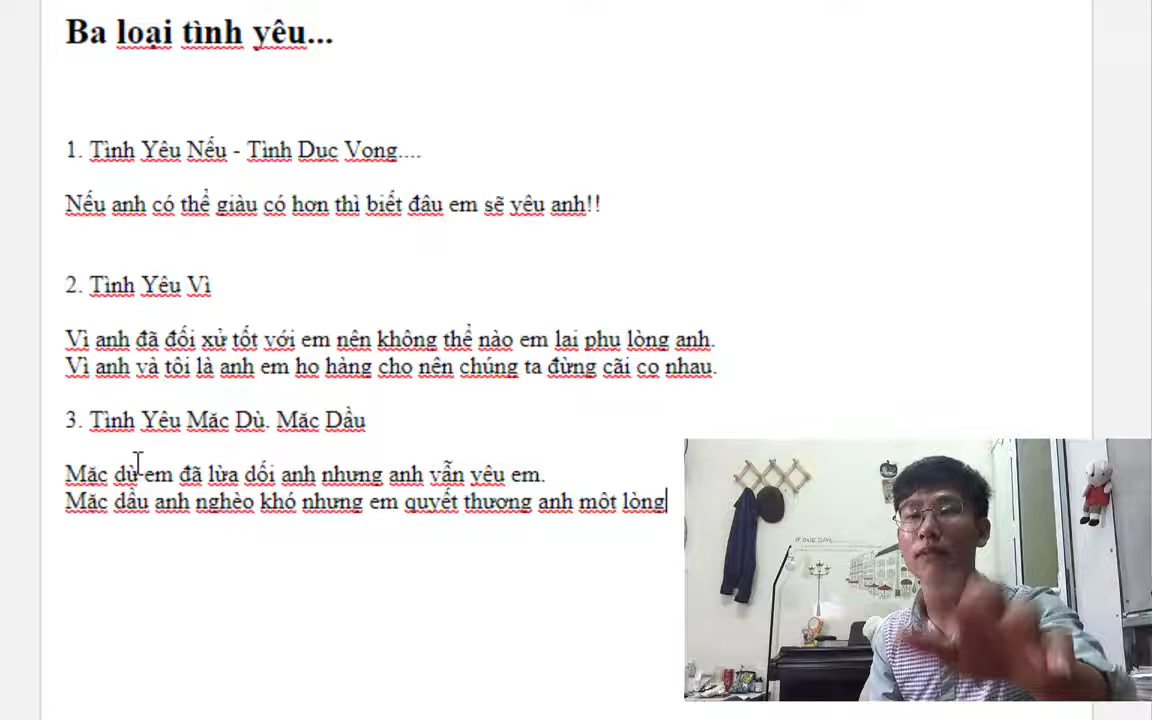 Ba loại tình yêu...
1. Tình Yêu Nếu - Tình Dục Vọng....
Nếu anh có thể giàu có hơn thì biết đâu em sẽ yêu anh!!
2. Tình Yêu Vì
Vì anh đã đối xử tốt với em nên không thể nào em lại phụ lòng anh.
Vì anh và tôi là anh em họ hàng cho nên chúng ta đừng cãi cọ nhau.
3. Tình Yêu Mặc Dù. Mặc Dầu
Mặc dù em đã lừa dối anh nhưng anh vẫn yêu em.
Mặc dầu anh nghèo khó nhưng em quyết thương anh một lòng
IF ONE DAY